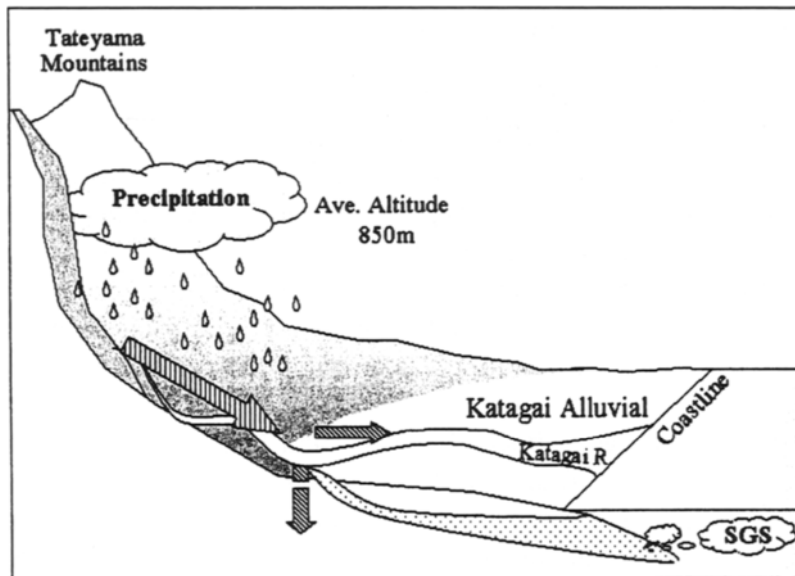 Tateyama
Mountains
Precipitation
Ave. Altitude
850m
Katagai Alluvial
Coastline
Katagai R.
SGS